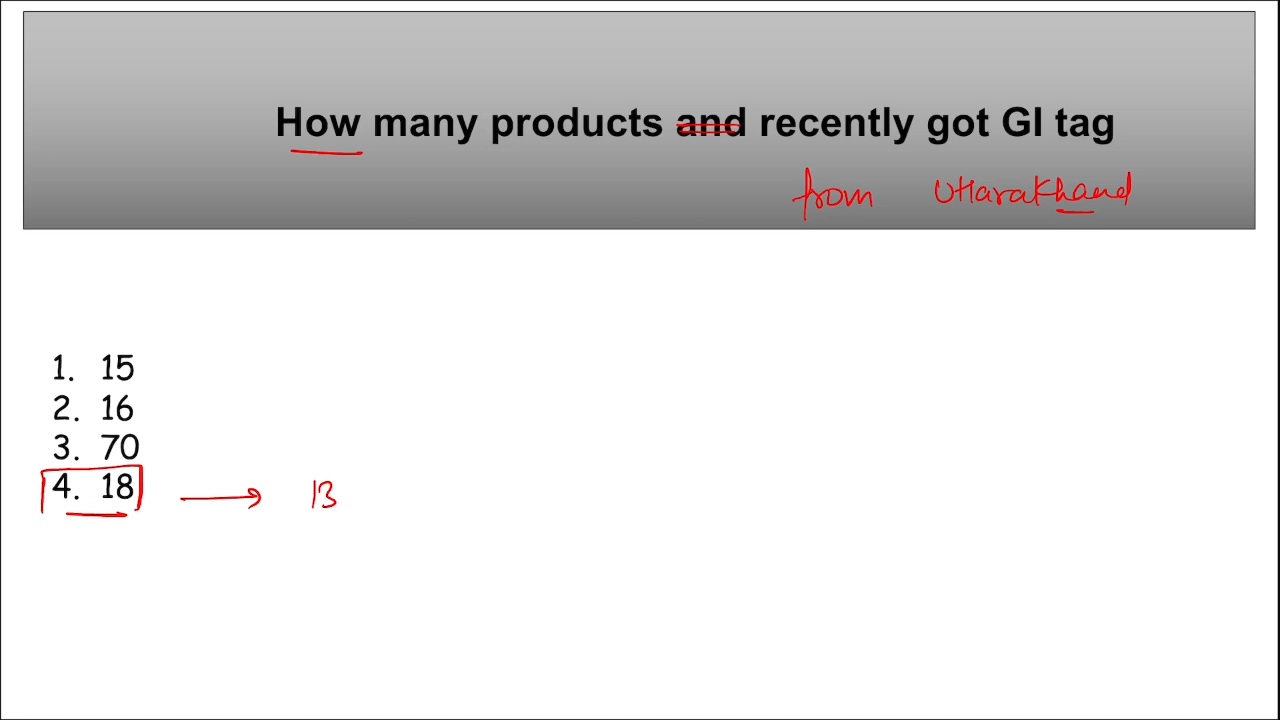 How many products and recently got GI tag
from Uttarakhand
1. 15
2. 16
3. 70
4. 18
13